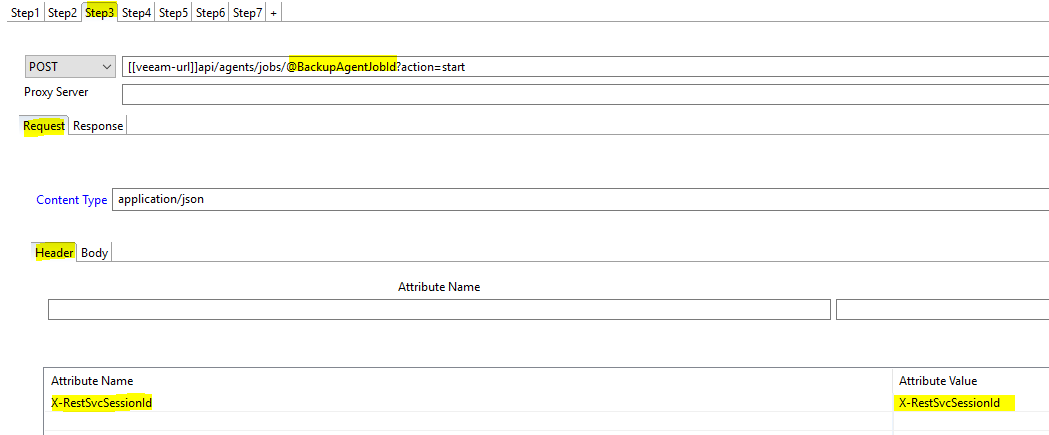 Step1 Step2 Step3 Step4 Step5 Step6 Step7 +
POST [[veeam-url]]api/agents/jobs/@BackupAgentJobId?action=start
Proxy Server
Request Response
Content Type application/json
Header Body
Attribute Name
Attribute Name Attribute Value
X-RestSvcSessionId X-RestSvcSessionId